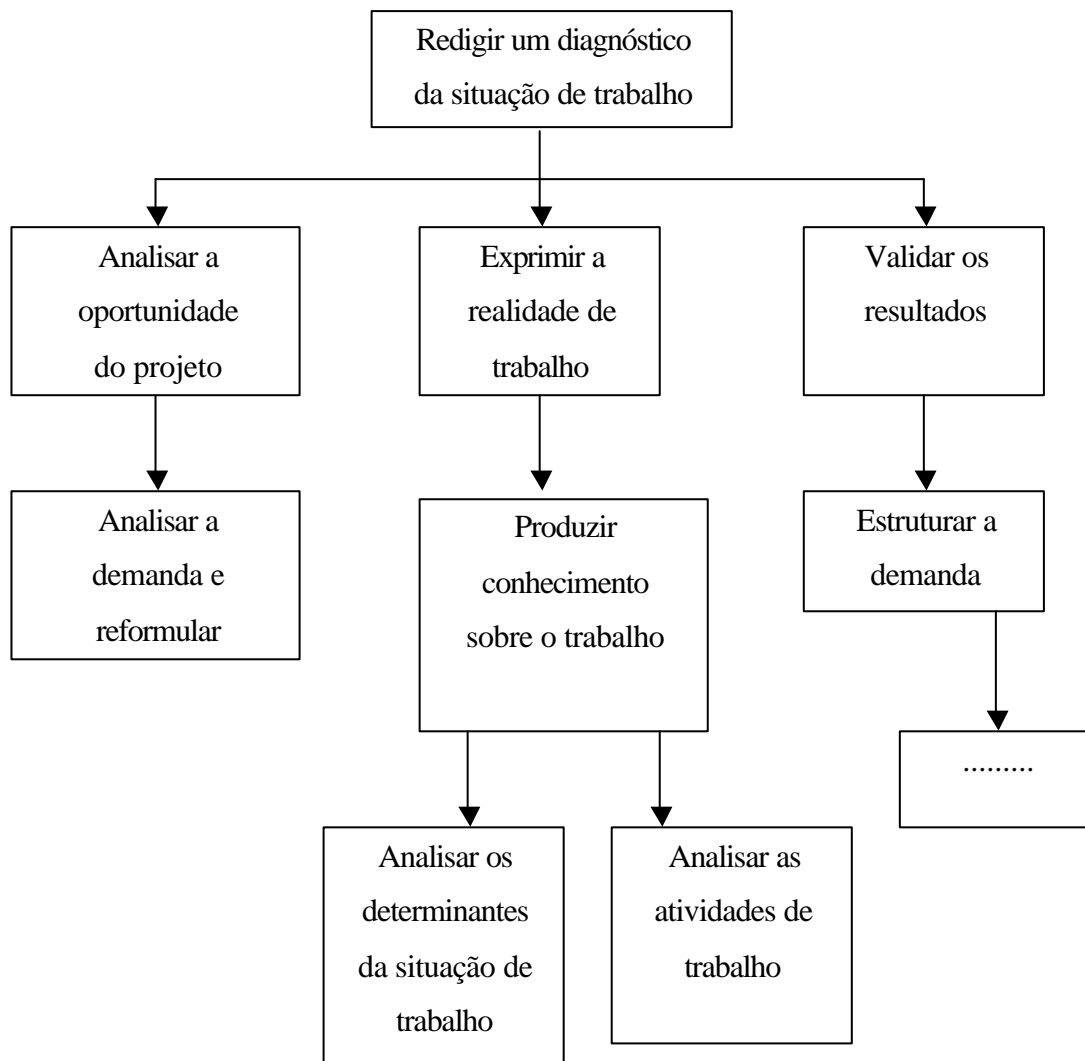 Redigir um diagnóstico
da situação de trabalho
Analisar a
oportunidade
do projeto
Exprimir a
realidade de
trabalho
Validar os
resultados
Analisar a
demanda e
reformular
Produzir
conhecimento
sobre o trabalho
Estruturar a
demanda
.........
Analisar os
determinantes
da situação de
trabalho
Analisar as
atividades de
trabalho